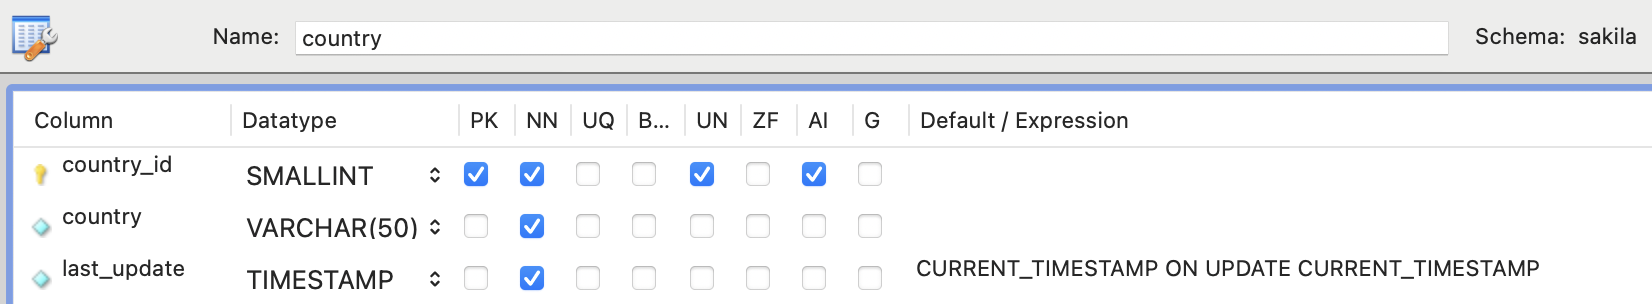 Name: country Schema: sakila
Column Datatype PK NN UQ B... UN ZF AI G Default / Expression
country_id SMALLINT
country VARCHAR(50)
last_update TIMESTAMP CURRENT_TIMESTAMP ON UPDATE CURRENT_TIMESTAMP